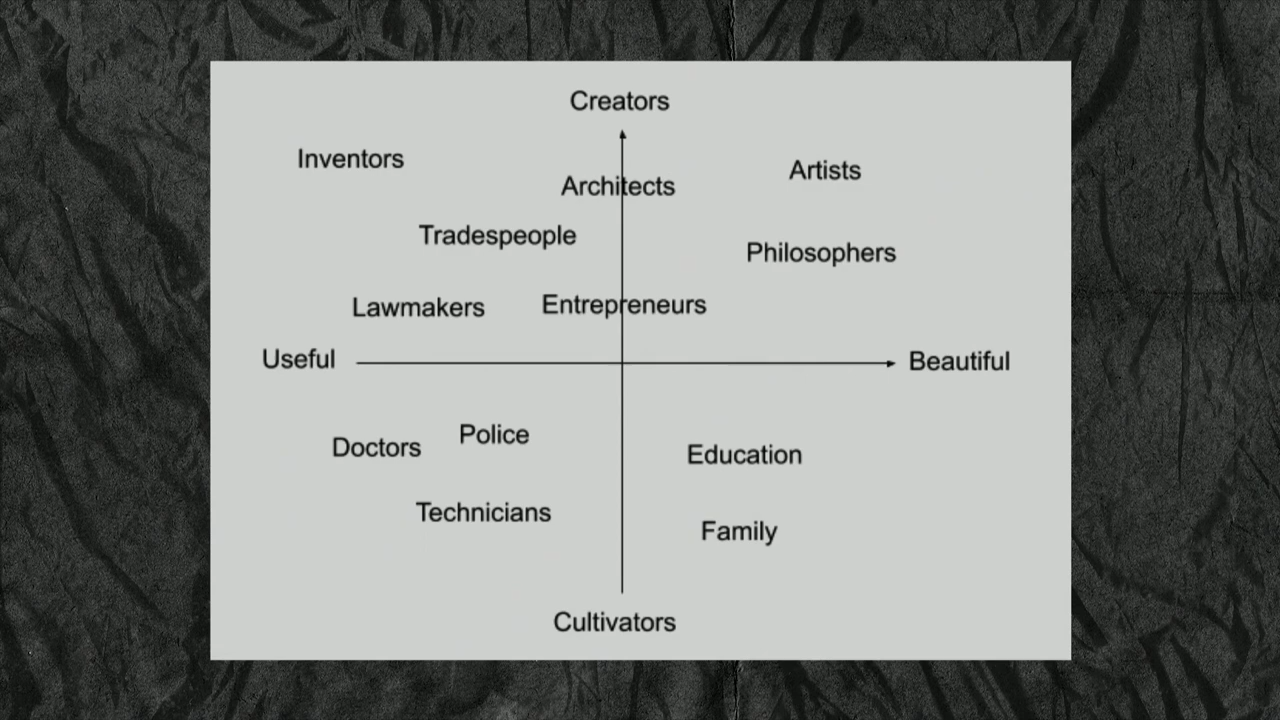 Creators
Inventors
Artists
Architects
Tradespeople
Philosophers
Lawmakers
Entrepreneurs
Useful
Beautiful
Police
Doctors
Education
Technicians
Family
Cultivators